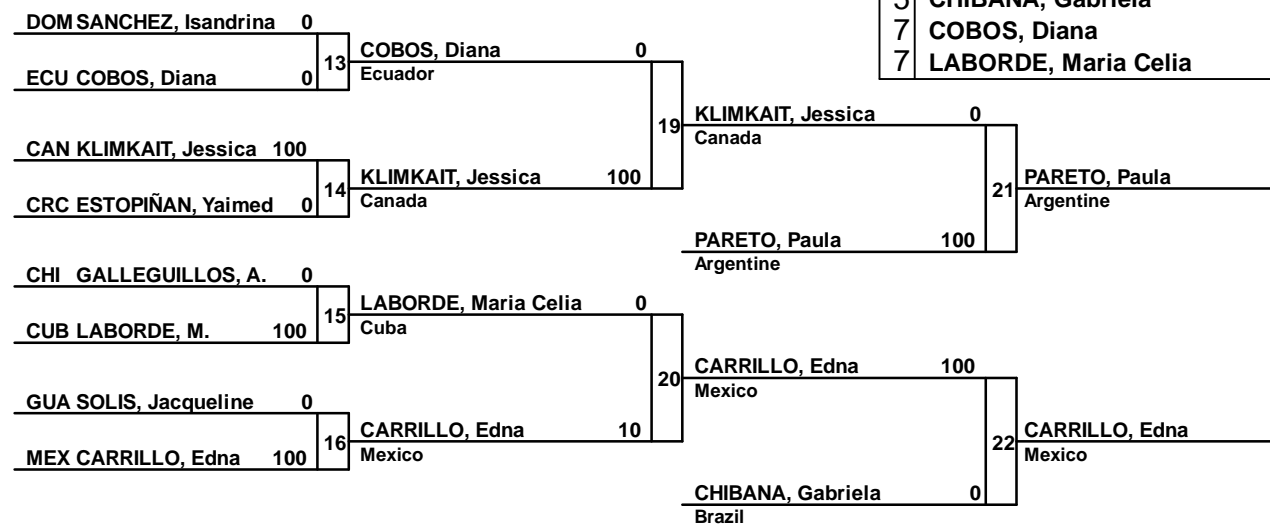 5 CHIBANA, Gabriela
7 COBOS, Diana
7 LABORDE, Maria Celia
DOM SANCHEZ, Isandrina 0
13
ECU COBOS, Diana 0
COBOS, Diana 0
Ecuador
19
CAN KLIMKAIT, Jessica 100
14
CRC ESTOPIÑAN, Yaimed 0
KLIMKAIT, Jessica 100
Canada
KLIMKAIT, Jessica 0
Canada
21
PARETO, Paula 100
Argentine
PARETO, Paula
Argentine
CHI GALLEGUILLOS, A. 0
15
CUB LABORDE, M. 100
LABORDE, Maria Celia 0
Cuba
20
GUA SOLIS, Jacqueline 0
16
MEX CARRILLO, Edna 100
CARRILLO, Edna 10
Mexico
CARRILLO, Edna 100
Mexico
22
CHIBANA, Gabriela 0
Brazil
CARRILLO, Edna
Mexico